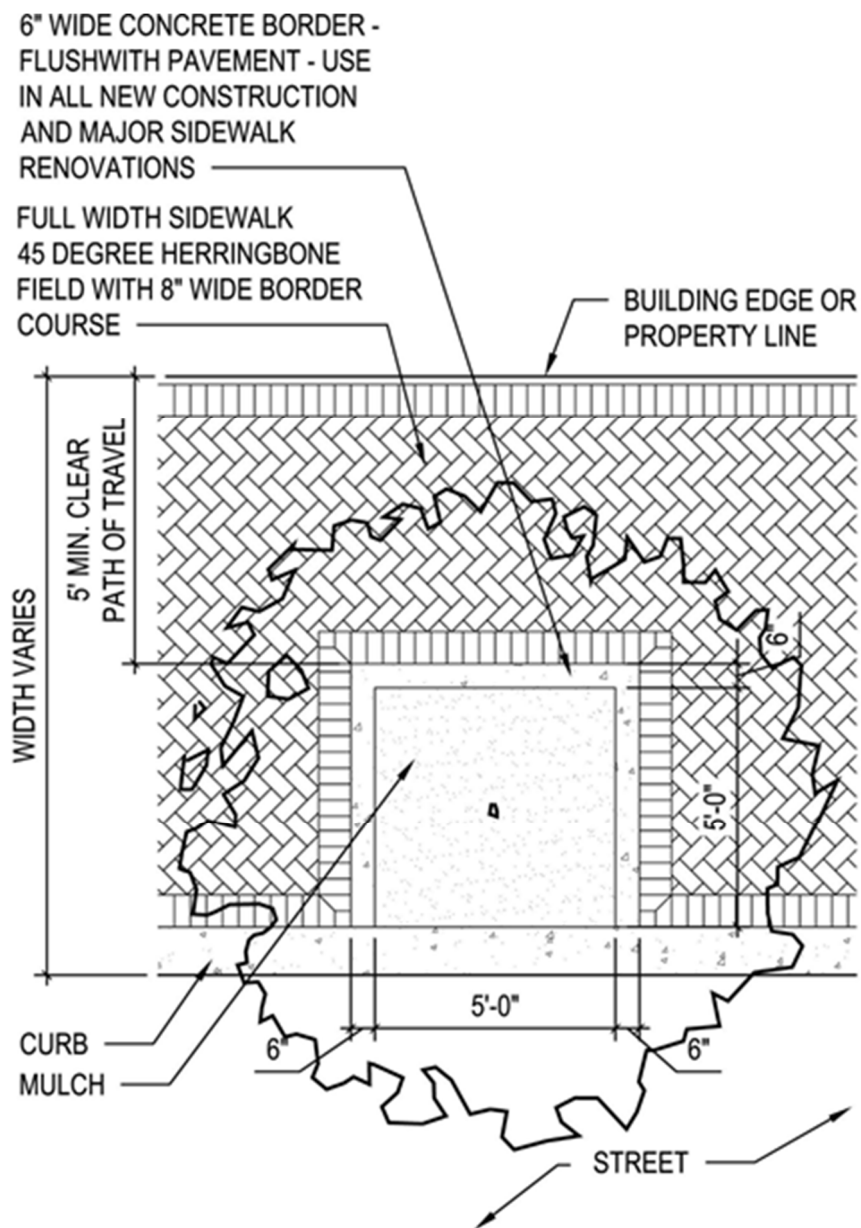 6" WIDE CONCRETE BORDER -
FLUSHWITH PAVEMENT - USE
IN ALL NEW CONSTRUCTION
AND MAJOR SIDEWALK
RENOVATIONS
FULL WIDTH SIDEWALK
45 DEGREE HERRINGBONE
FIELD WITH 8" WIDE BORDER
COURSE
BUILDING EDGE OR
PROPERTY LINE
WIDTH VARIES
5' MIN. CLEAR
PATH OF TRAVEL
6"
5'-0"
5'-0"
6"
6"
CURB
MULCH
STREET